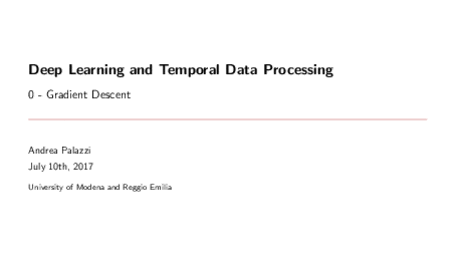 Deep Learning and Temporal Data Processing
0 - Gradient Descent
Andrea Palazzi
July 10th, 2017
University of Modena and Reggio Emilia